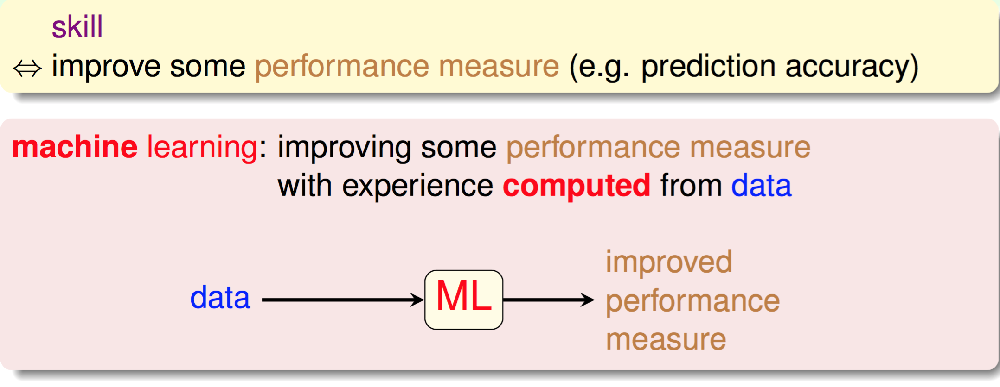 skill
⇔ improve some performance measure (e.g. prediction accuracy)
machine learning: improving some performance measure
with experience computed from data
data
ML
improved
performance
measure